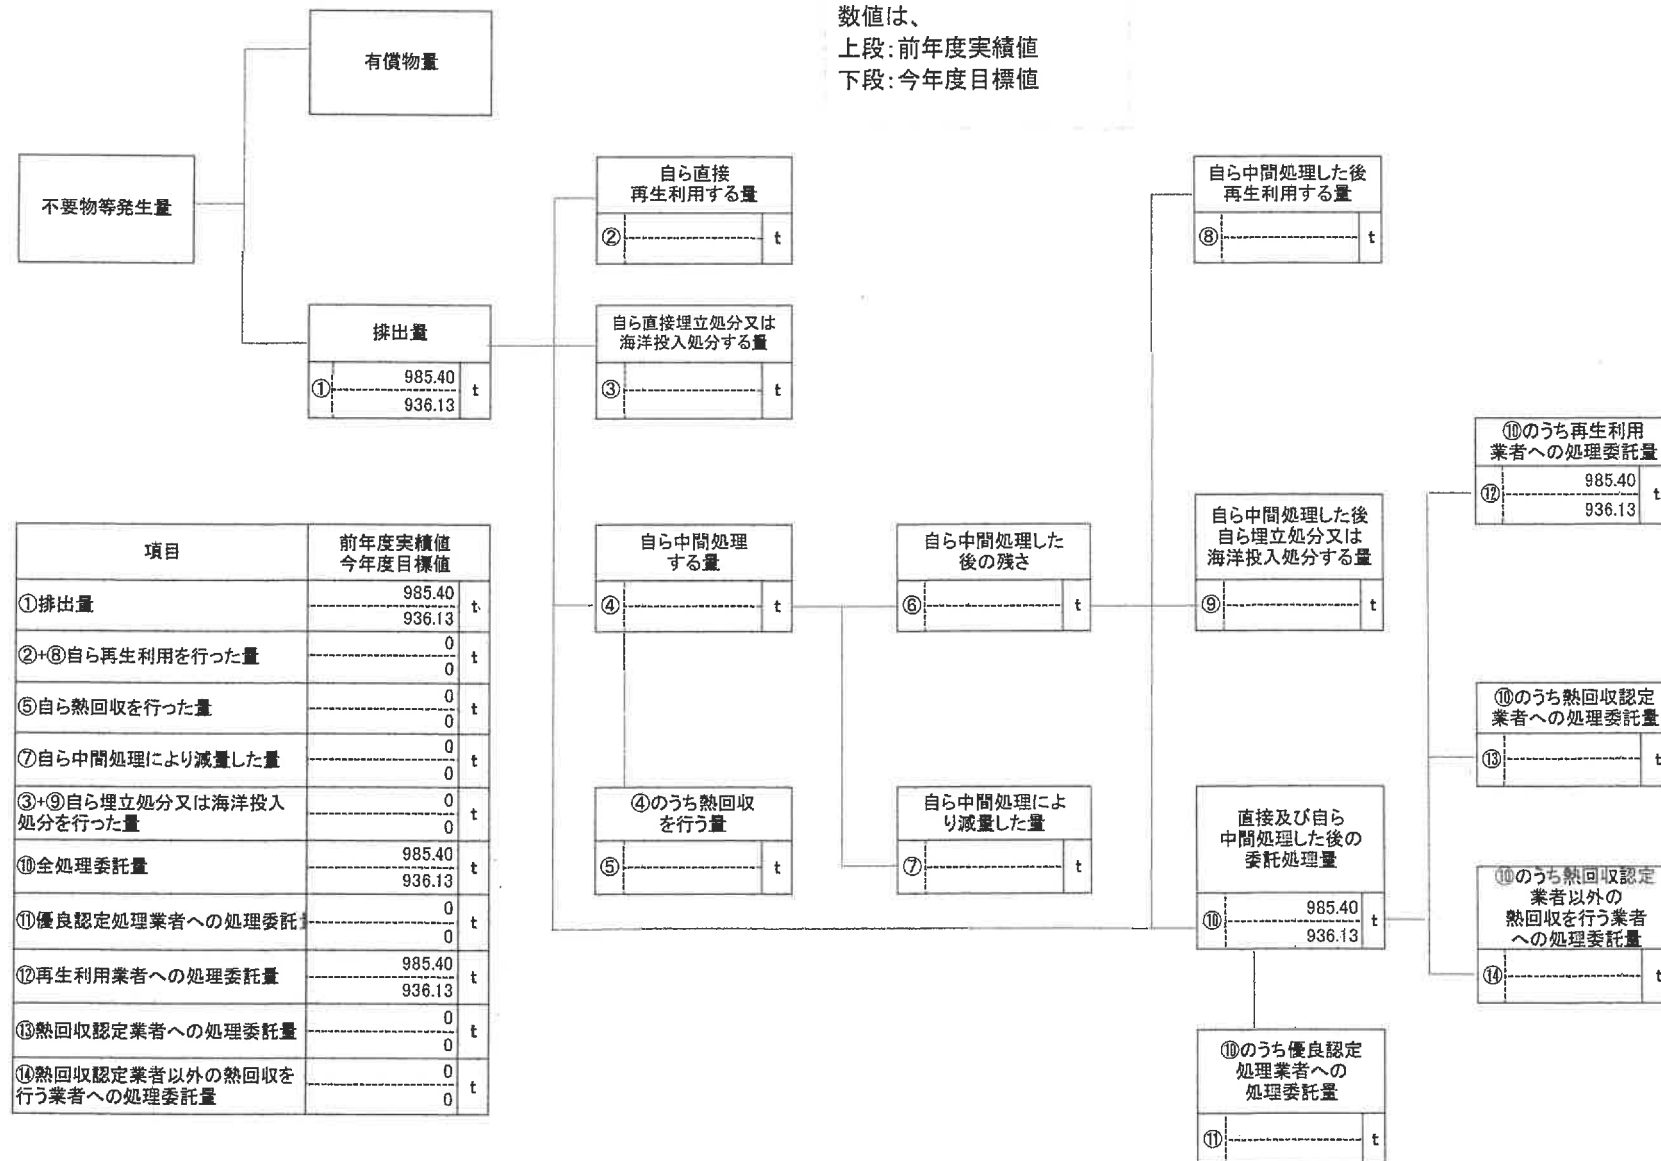 数値は、
上段:前年度実績値
下段:今年度目標値
有償物量
不要物等発生量
排出量
①
985.40
936.13
t
自ら直接
再生利用する量
②
t
自ら直接埋立処分又は
海洋投入処分する量
③
t
自ら中間処理
する量
④
t
④のうち熱回収
を行う量
⑤
t
自ら中間処理した
後の残さ
⑥
t
自ら中間処理によ
り減量した量
⑦
t
自ら中間処理した後
再生利用する量
⑧
t
自ら中間処理した後
自ら埋立処分又は
海洋投入処分する量
⑨
t
直接及び自ら
中間処理した後の
委託処理量
⑩
985.40
936.13
t
⑩のうち優良認定
処理業者への
処理委託量
⑪
t
⑩のうち再生利用
業者への処理委託量
⑫
985.40
936.13
t
⑩のうち熱回収認定
業者への処理委託量
⑬
t
⑩のうち熱回収認定
業者以外の
熱回収を行う業者
への処理委託量
⑭
t
項目
前年度実績値
今年度目標値
①排出量
985.40
936.13
t
②+⑧自ら再生利用を行った量
0
0
t
⑤自ら熱回収を行った量
0
0
t
⑦自ら中間処理により減量した量
0
0
t
③+⑨自ら埋立処分又は海洋投入
処分を行った量
0
0
t
⑩全処理委託量
985.40
936.13
t
⑪優良認定処理業者への処理委託
0
0
t
⑫再生利用業者への処理委託量
985.40
936.13
t
⑬熱回収認定業者への処理委託量
0
0
t
⑭熱回収認定業者以外の熱回収を
行う業者への処理委託量
0
0
t